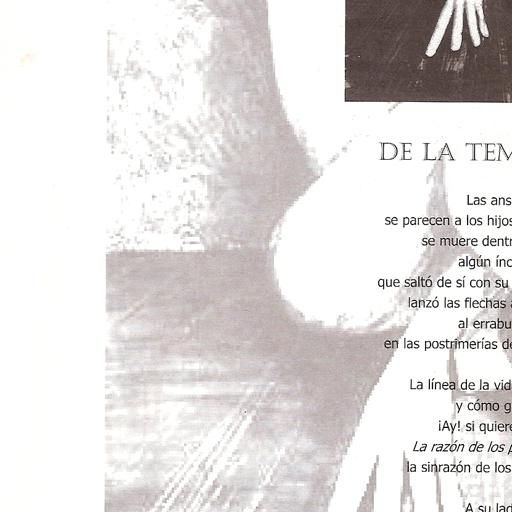 DE LA TEM
Las ans
se parecen a los hijos
se muere dentr
algún ínc
que saltó de sí con su
lanzó las flechas a
al errabu
en las postrimerías de
La línea de la vid
y cómo g
¡Ay! si quiere
La razón de los p
la sinrazón de los
A su lad